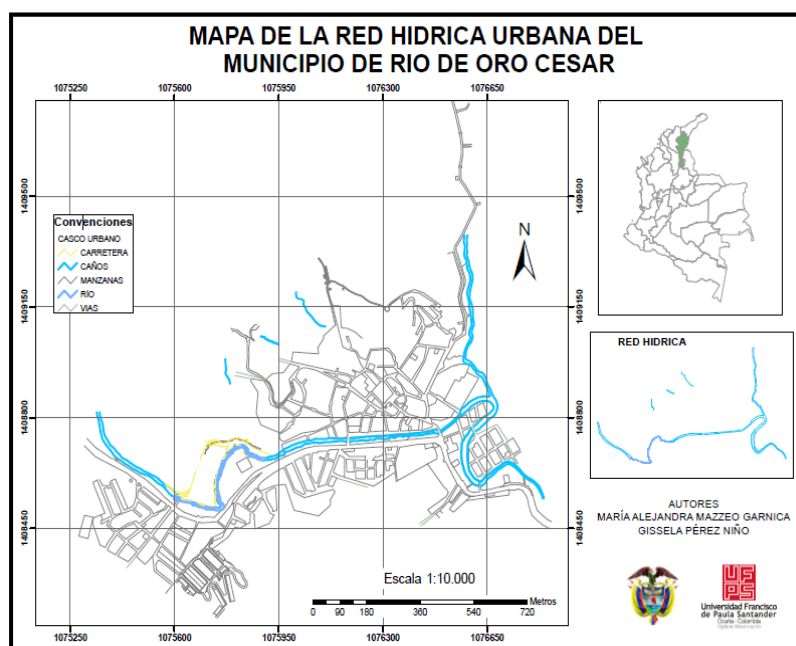 MAPA DE LA RED HIDRICA URBANA DEL
MUNICIPIO DE RIO DE ORO CESAR
1075250 1075600 1075950 1076300 1076650
1409500 1409500
1409150 1409150
1408800 1408800
1408450 1408450
Convenciones
CASCO URBANO
CARRETERA
CAÑOS
MANZANAS
RÍO
VIAS
N
Escala 1:10.000
0 90 180 360 540 720 Metros
1075250 1075600 1075950 1076300 1076650
RED HIDRICA
AUTORES
MARÍA ALEJANDRA MAZZEO GARNICA
GISSELA PÉREZ NIÑO
UFPS
Universidad Francisco
de Paula Santander
Ocaña - Colombia